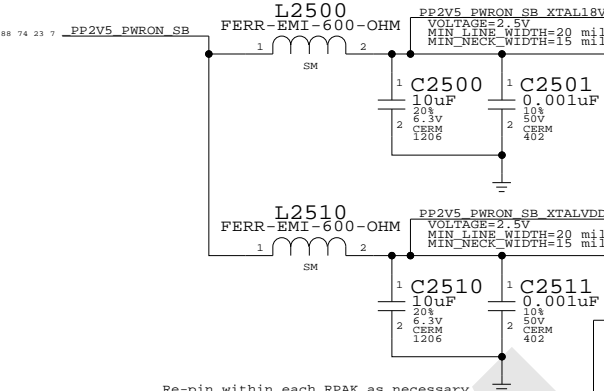 L2500
FERR-EMI-600-OHM
PP2V5_PWRON_SB_XTAL18V
VOLTAGE=2.5V
MIN_LINE_WIDTH=20 mil
MIN_NECK_WIDTH=15 mil
88 74 23 7 PP2V5_PWRON_SB
1 2
SM
1 C2500
10uF
20%
6.3V
2 CERM
1206
1 C2501
0.001uF
10%
50V
2 CERM
402
L2510
FERR-EMI-600-OHM
PP2V5_PWRON_SB_XTALVDD
VOLTAGE=2.5V
MIN_LINE_WIDTH=20 mil
MIN_NECK_WIDTH=15 mil
1 2
SM
1 C2510
10uF
20%
6.3V
2 CERM
1206
1 C2511
0.001uF
10%
50V
2 CERM
402
Re-pin within each RPAK as necessary